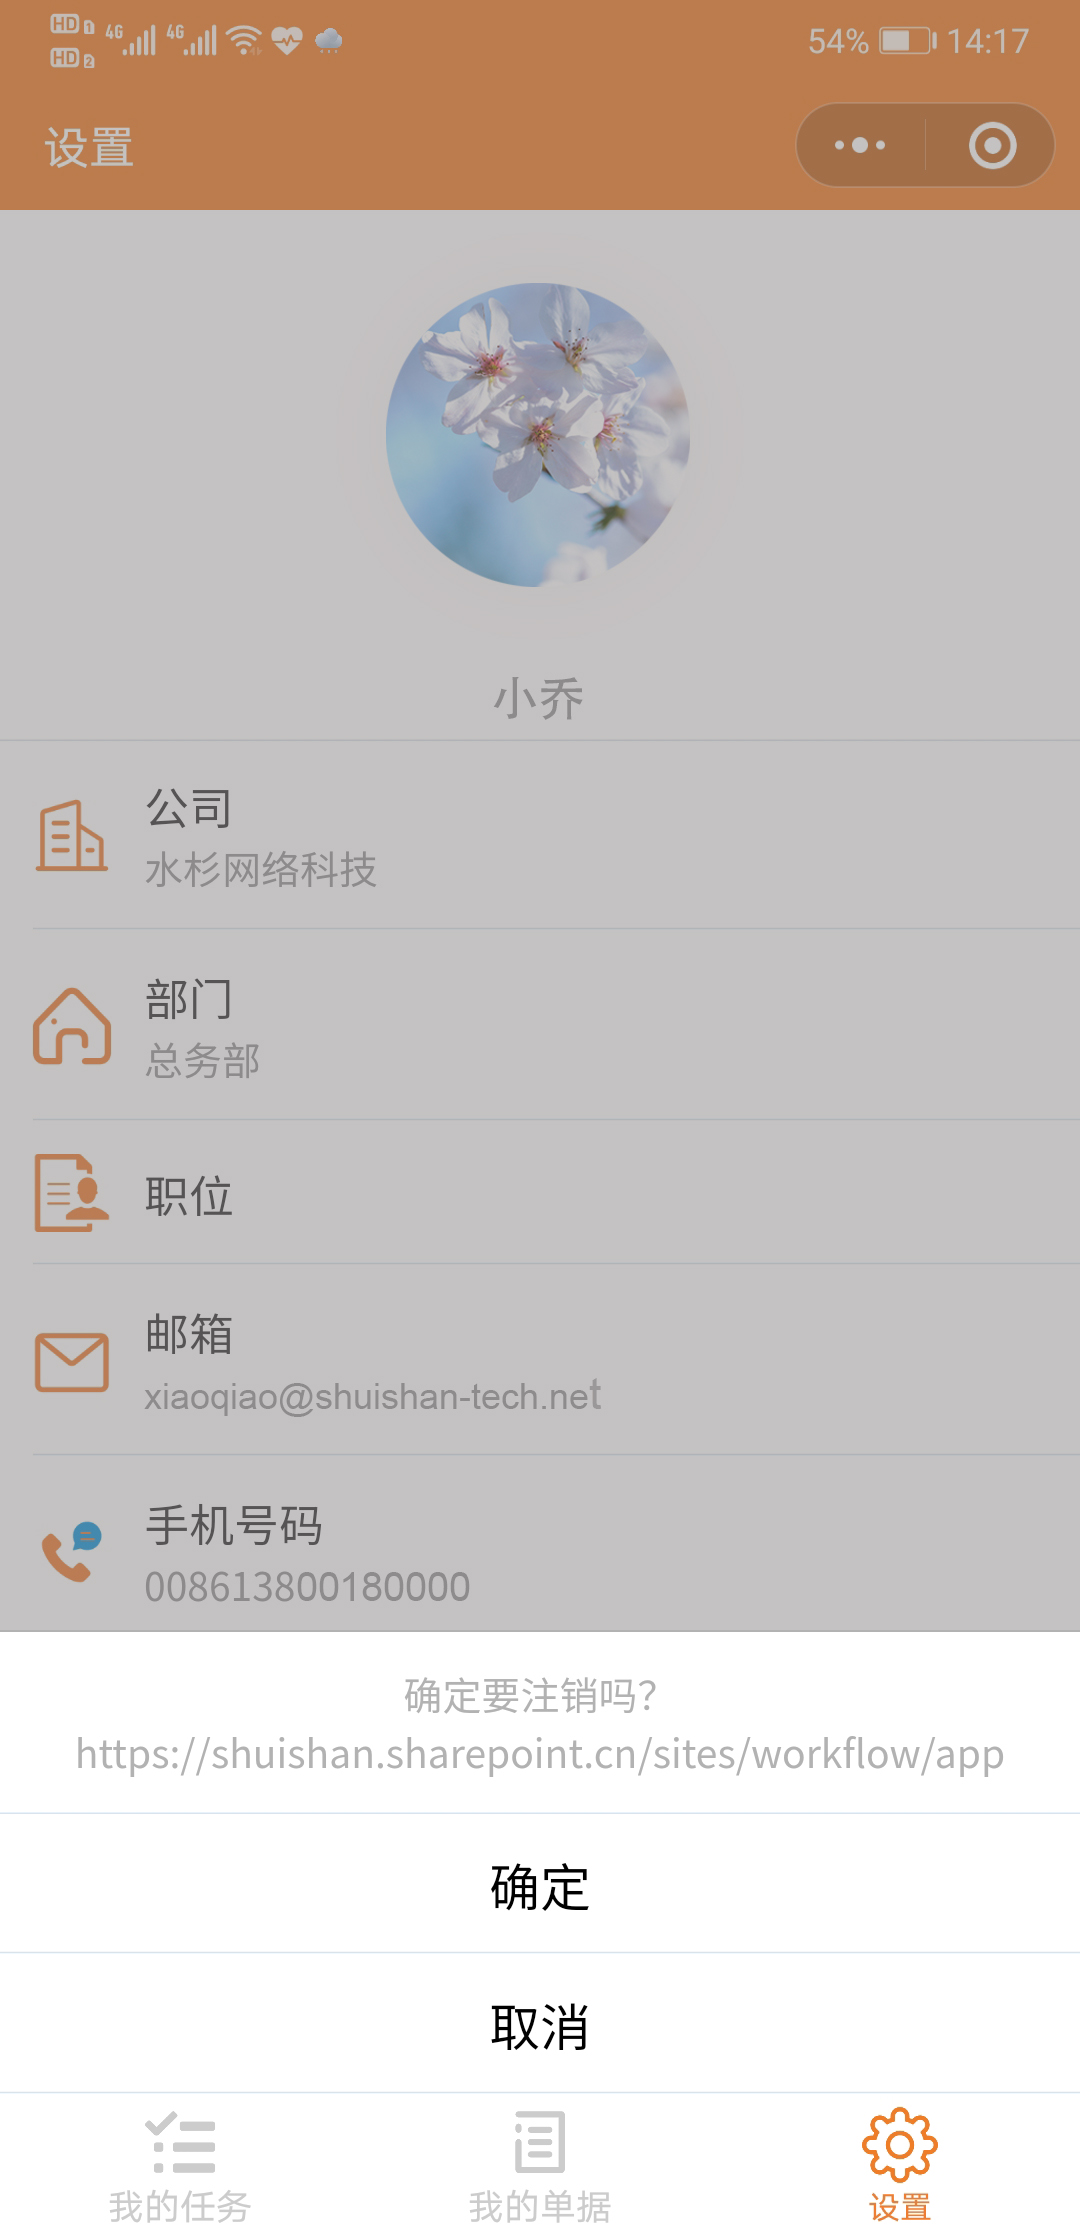 HD 1 4G 4G
HD 2
54% 14:17
设置
小乔
公司
水杉网络科技
部门
总务部
职位
邮箱
xiaoqiao@shuishan-tech.net
手机号码
008613800180000
确定要注销吗?
https://shuishan.sharepoint.cn/sites/workflow/app
确定
取消
我的任务
我的单据
设置